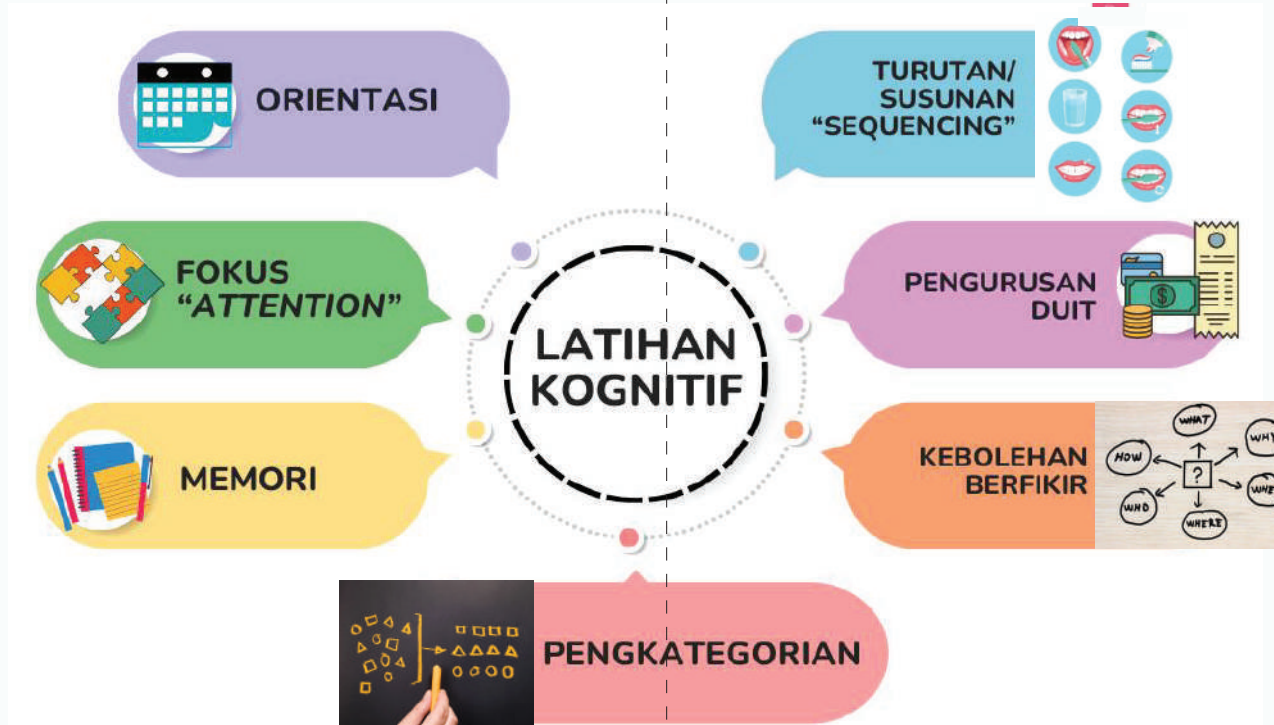 ORIENTASI
TURUTAN/
SUSUNAN
“SEQUENCING”
FOKUS
“ATTENTION”
PENGURUSAN
DUIT
LATIHAN
KOGNITIF
MEMORI
KEBOLEHAN
BERFIKIR
WHAT
WHY
HOW
?
WHE
WHO
WHERE
PENGKATEGORIAN
$